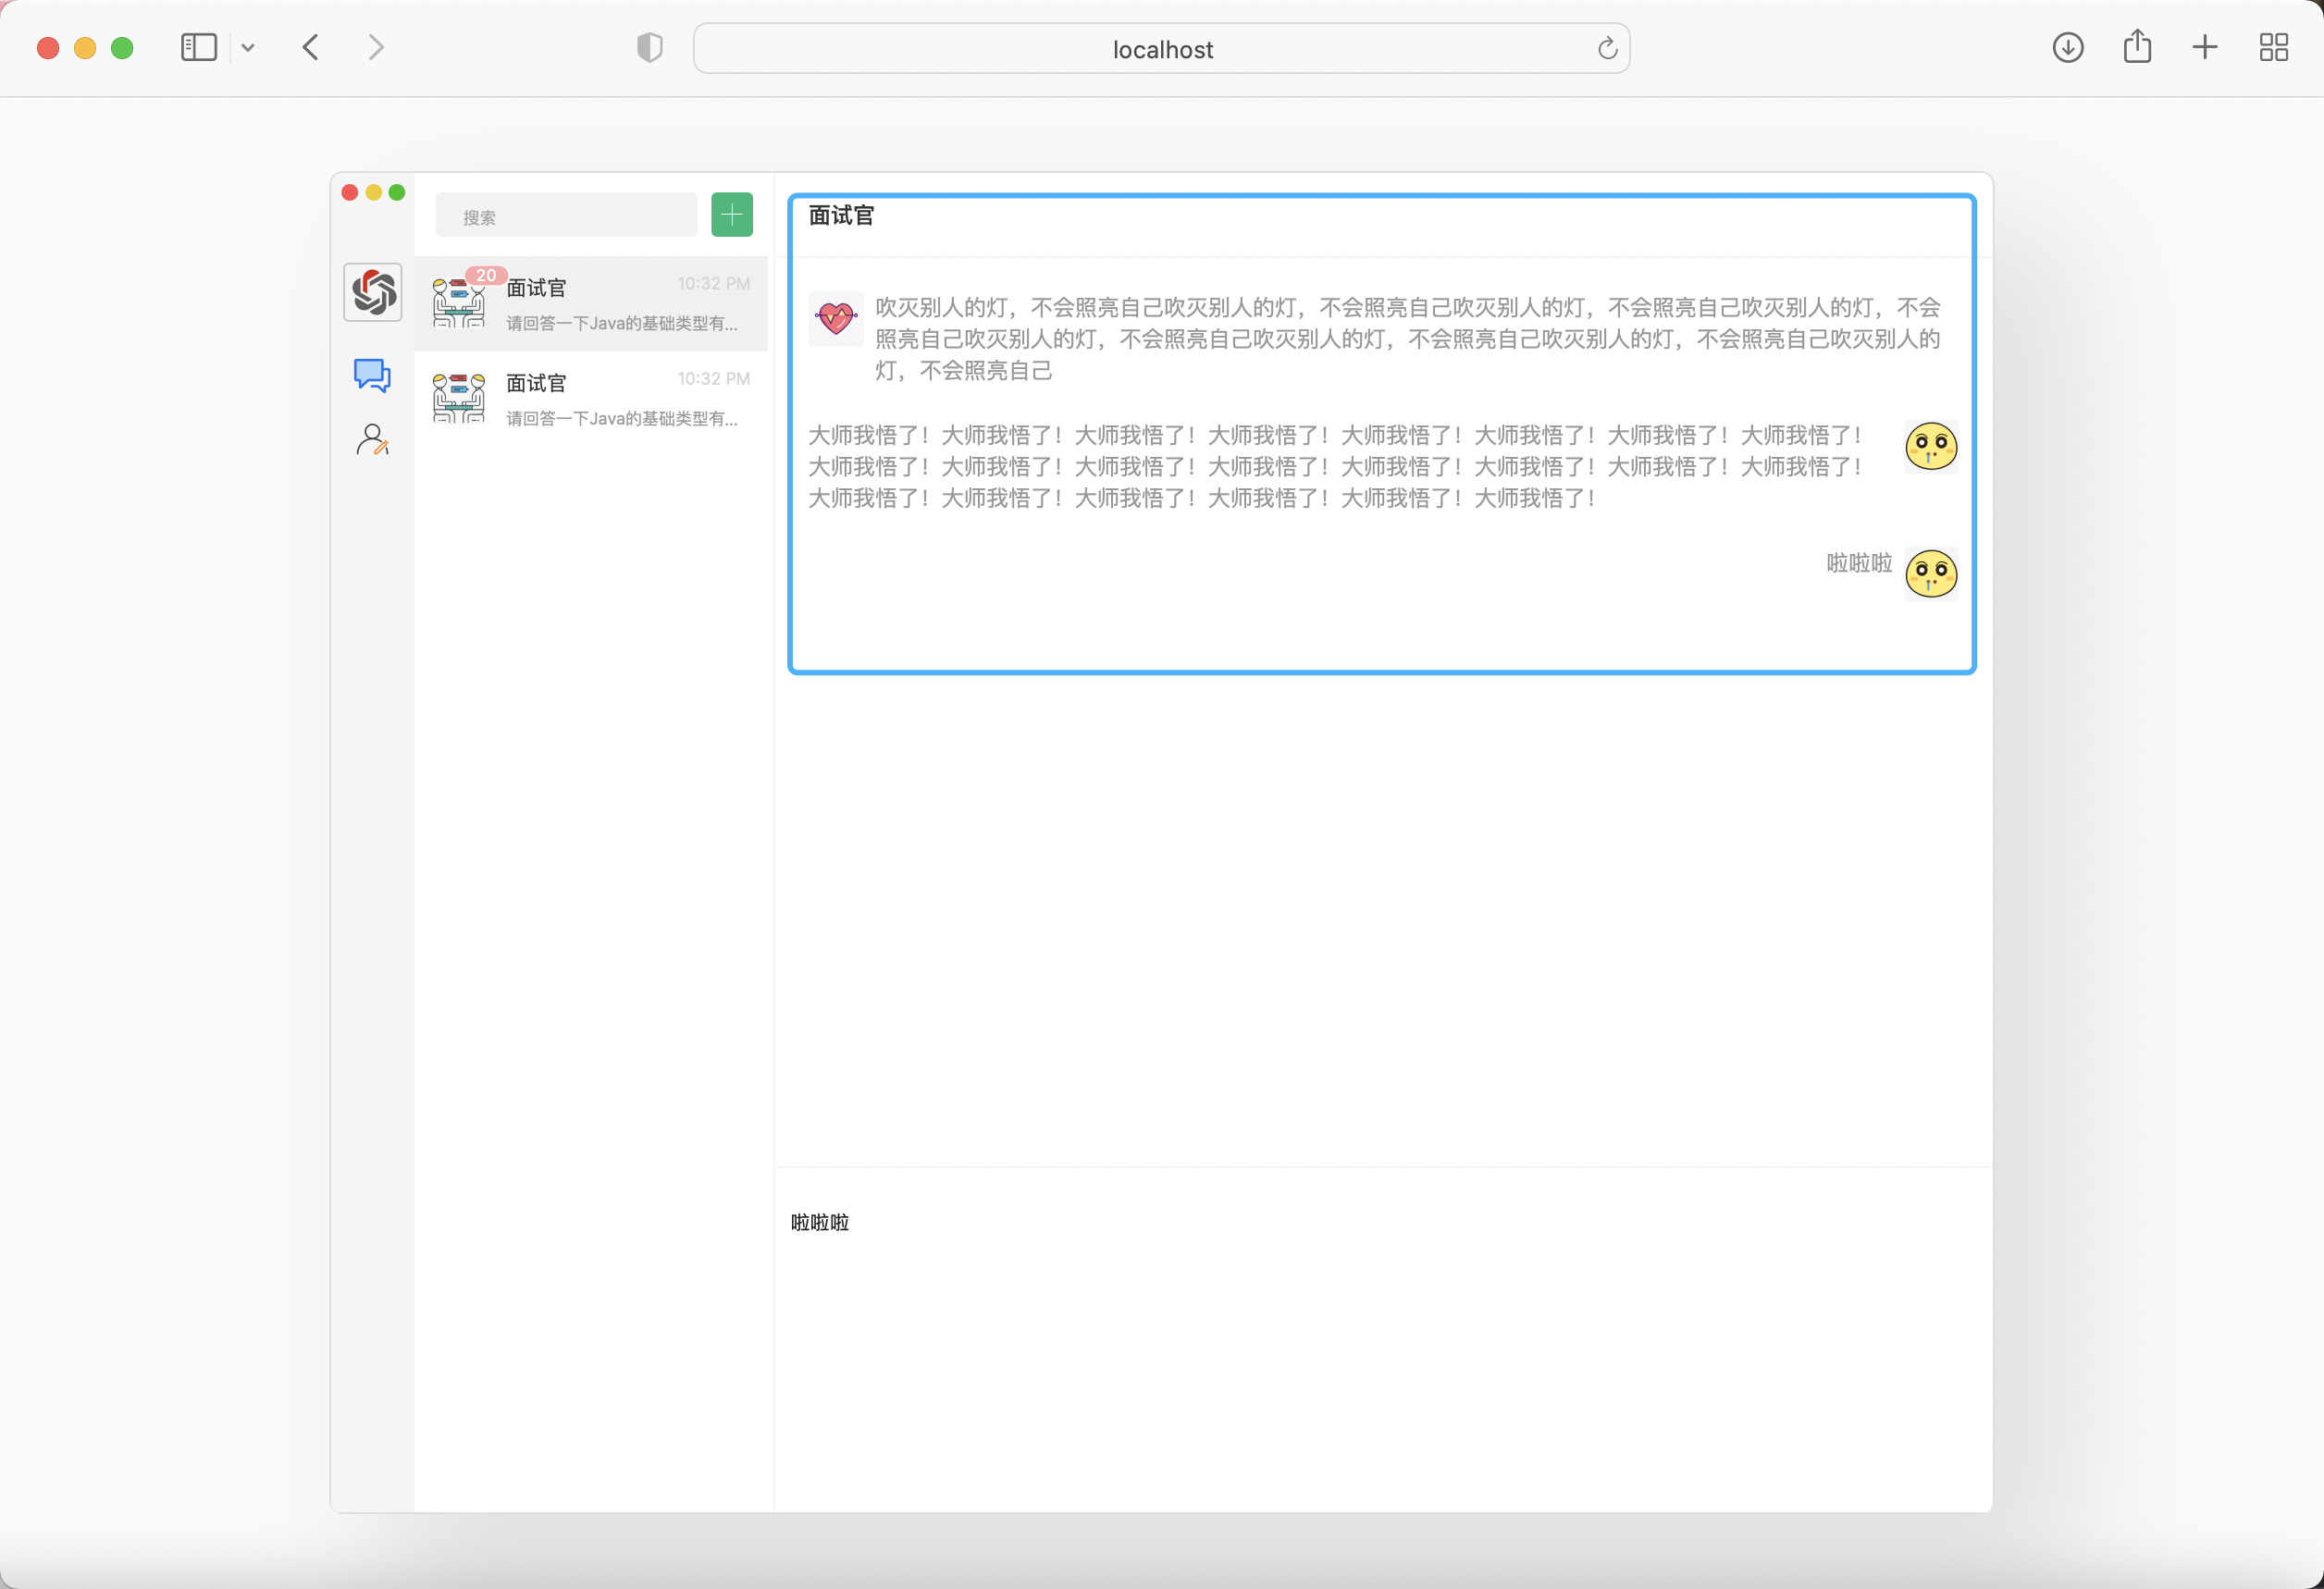 localhost
搜索
20
面试官
10:32 PM
请回答一下Java的基础类型有...
面试官
10:32 PM
请回答一下Java的基础类型有...
面试官
吹灭别人的灯，不会照亮自己吹灭别人的灯，不会照亮自己吹灭别人的灯，不会照亮自己吹灭别人的灯，不会
照亮自己吹灭别人的灯，不会照亮自己吹灭别人的灯，不会照亮自己吹灭别人的灯，不会照亮自己吹灭别人的
灯，不会照亮自己
大师我悟了！大师我悟了！大师我悟了！大师我悟了！大师我悟了！大师我悟了！大师我悟了！大师我悟了！
大师我悟了！大师我悟了！大师我悟了！大师我悟了！大师我悟了！大师我悟了！大师我悟了！大师我悟了！
大师我悟了！大师我悟了！大师我悟了！大师我悟了！大师我悟了！大师我悟了！
啦啦啦
啦啦啦